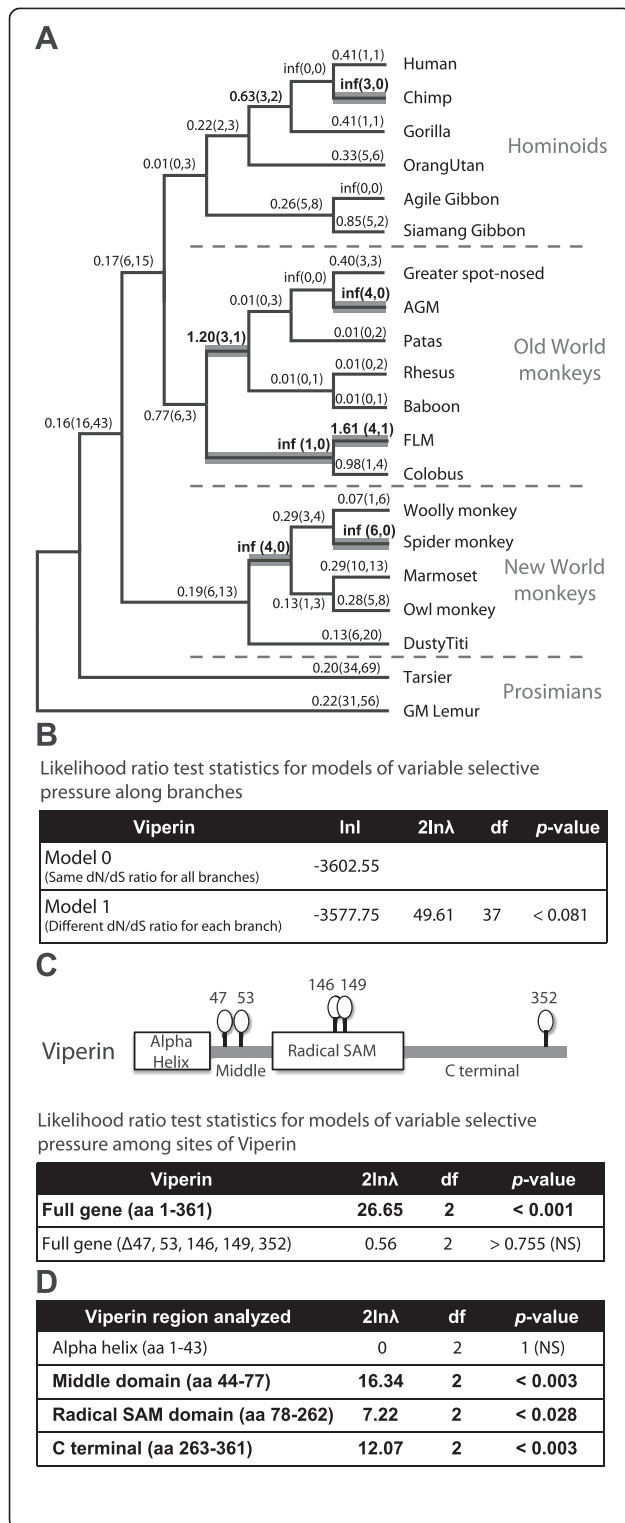 A
0.41(1,1)
Human
inf(0,0)
inf(3,0)
Chimp
0.63(3,2)
0.41(1,1)
Gorilla
0.22(2,3)
Hominoids
0.33(5,6)
OrangUtan
0.01(0,3)
inf(0,0)
Agile Gibbon
0.26(5,8)
0.85(5,2)
Siamang Gibbon
0.17(6,15)
0.40(3,3)
Greater spot-nosed
inf(0,0)
inf(4,0)
AGM
0.01(0,3)
1.20(3,1)
0.01(0,2)
Patas
Old World
monkeys
0.01(0,2)
Rhesus
0.01(0,1)
0.01(0,1)
Baboon
0.77(6,3)
0.16(16,43)
1.61 (4,1)
FLM
inf (1,0)
0.98(1,4)
Colobus
0.07(1,6)
Woolly monkey
0.29(3,4)
inf (6,0)
Spider monkey
inf (4,0)
0.29(10,13)
Marmoset
New World
monkeys
0.19(6,13)
0.13(1,3)
0.28(5,8)
Owl monkey
0.13(6,20)
DustyTiti
0.20(34,69)
Tarsier
Prosimians
0.22(31,56)
GM Lemur
B
Likelihood ratio test statistics for models of variable selective
pressure along branches
Viperin lnl 2lnλ df p-value
Model 0 -3602.55
(Same dN/dS ratio for all branches)
Model 1 -3577.75 49.61 37 < 0.081
(Different dN/dS ratio for each branch)
C
47 53 146 149 352
Viperin
Alpha
Helix
Middle
Radical SAM
C terminal
Likelihood ratio test statistics for models of variable selective
pressure among sites of Viperin
Viperin 2lnλ df p-value
Full gene (aa 1-361) 26.65 2 < 0.001
Full gene (Δ47, 53, 146, 149, 352) 0.56 2 > 0.755 (NS)
D
Viperin region analyzed 2lnλ df p-value
Alpha helix (aa 1-43) 0 2 1 (NS)
Middle domain (aa 44-77) 16.34 2 < 0.003
Radical SAM domain (aa 78-262) 7.22 2 < 0.028
C terminal (aa 263-361) 12.07 2 < 0.003